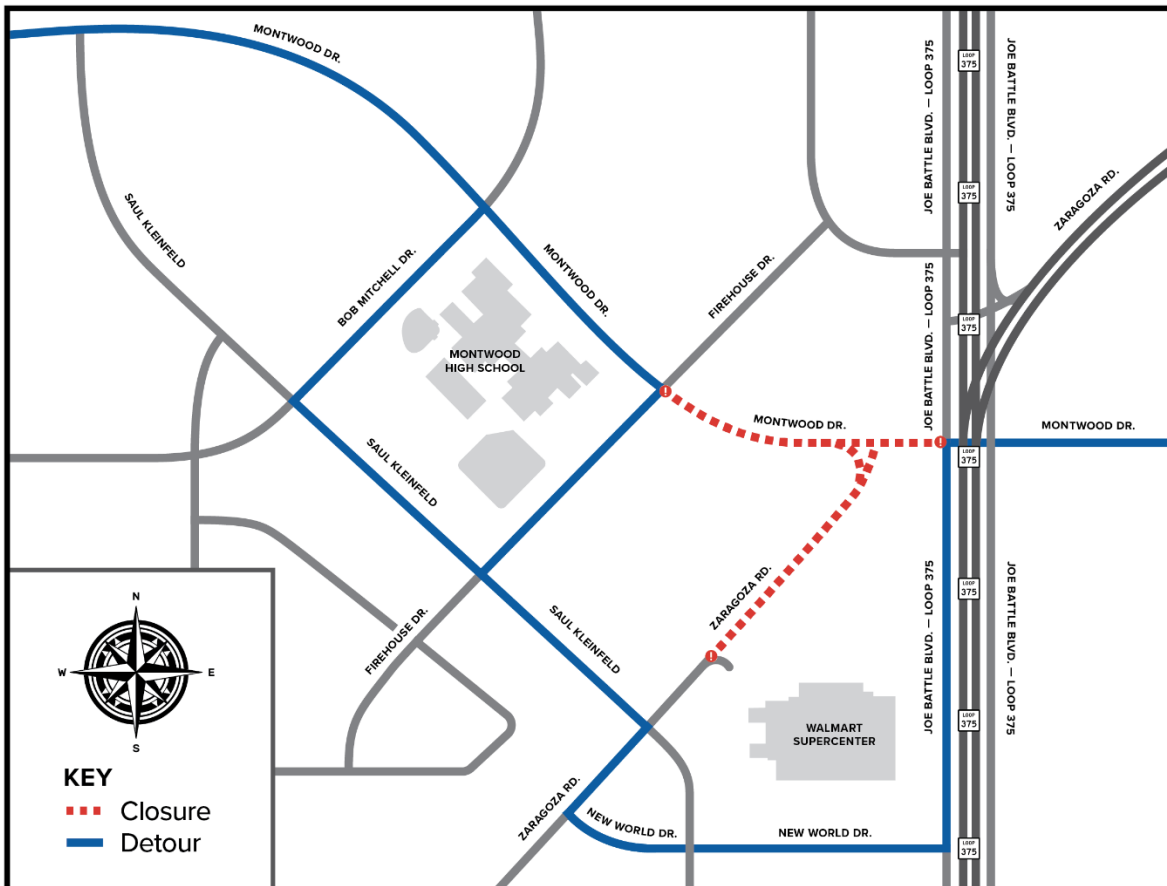 MONTWOOD DR.
JOE BATTLE BLVD. — LOOP 375
LOOP
375
JOE BATTLE BLVD. — LOOP 375
ZARAGOZA RD.
LOOP
375
SAUL KLEINFELD
BOB MITCHELL DR.
MONTWOOD DR.
FIREHOUSE DR.
JOE BATTLE BLVD. — LOOP 375
LOOP
375
MONTWOOD
HIGH SCHOOL
!
MONTWOOD DR.
!
LOOP
375
MONTWOOD DR.
SAUL KLEINFELD
ZARAGOZA RD.
JOE BATTLE BLVD. — LOOP 375
LOOP
375
JOE BATTLE BLVD. — LOOP 375
FIREHOUSE DR.
SAUL KLEINFELD
!
WALMART
SUPERCENTER
LOOP
375
ZARAGOZA RD.
NEW WORLD DR.
NEW WORLD DR.
LOOP
375
N
W
E
S
KEY
Closure
Detour